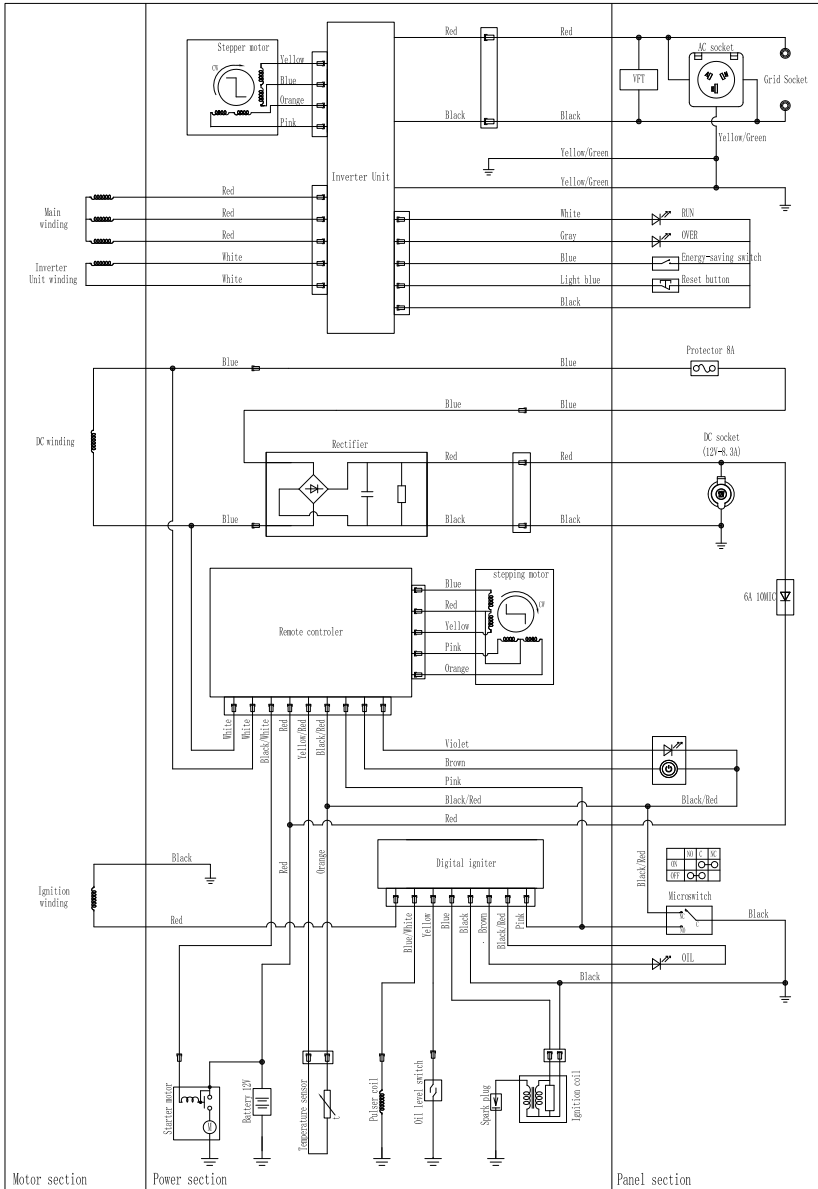 Stepper motor
CW
Yellow
Blue
Orange
Pink
Inverter Unit
Red
Red
Black
Black
VFT
AC socket
Grid Socket
Yellow/Green
Yellow/Green
Yellow/Green
Main
winding
Red
Red
Red
Inverter
Unit winding
White
White
White
RUN
Gray
OVER
Blue
Energy-saving switch
Light blue
Reset button
Black
Blue
Blue
Protector 8A
Blue
Blue
DC winding
Rectifier
Red
Red
DC socket
(12V-8.3A)
Blue
Black
Black
Remote controler
Blue
Red
Yellow
Pink
Orange
stepping motor
CW
6A 10MIC
White
White
Black/White
Red
Yellow/Red
Black/Red
Violet
Brown
Pink
Black/Red
Black/Red
Red
Ignition
winding
Black
Red
Red
Orange
Digital igniter
Blue/White
Yellow
Blue
Black
Brown
Black/Red
Pink
Black/Red
NO C NC
ON
OFF
Microswitch
NC
C
NO
Black
OIL
Black
Starter motor
M
Battery 12V
Temperature sensor
t°
Pulser coil
Oil level switch
Spark plug
Ignition coil
Motor section
Power section
Panel section